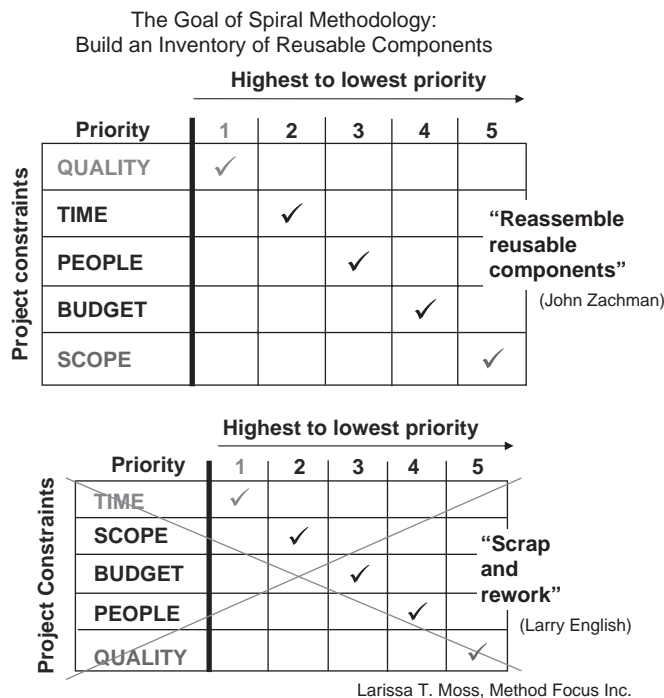 The Goal of Spiral Methodology:
Build an Inventory of Reusable Components
Highest to lowest priority
Priority 1 2 3 4 5
Project constraints
QUALITY ✓
TIME ✓
PEOPLE ✓
BUDGET ✓
SCOPE ✓
“Reassemble
reusable
components”
(John Zachman)
Highest to lowest priority
Priority 1 2 3 4 5
Project Constraints
TIME ✓
SCOPE ✓
BUDGET ✓
PEOPLE ✓
QUALITY ✓
“Scrap
and
rework”
(Larry English)
Larissa T. Moss, Method Focus Inc.